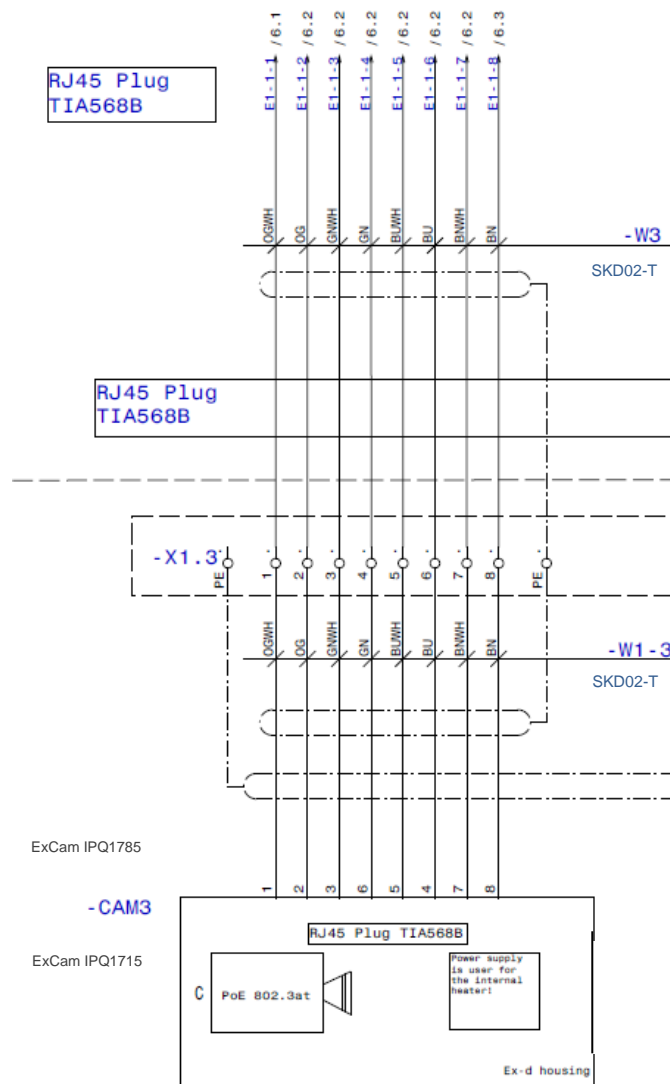 /6.1 /6.2 /6.2 /6.2 /6.2 /6.2 /6.2 /6.3
E1-1-1 E1-1-2 E1-1-3 E1-1-4 E1-1-5 E1-1-6 E1-1-7 E1-1-8
RJ45 Plug
TIA568B
OGWH OG GNWH GN BUWH BU BNWH BN
-W3
SKD02-T
RJ45 Plug
TIA568B
-X1.3
PE 1 2 3 4 5 6 7 8 PE
OGWH OG GNWH GN BUWH BU BNWH BN
-W1-3
SKD02-T
ExCam IPQ1785
1 2 3 6 5 4 7 8
-CAM3
RJ45 Plug TIA568B
ExCam IPQ1715
C
PoE 802.3at
Power supply
is user for
the internal
heater!
Ex-d housing